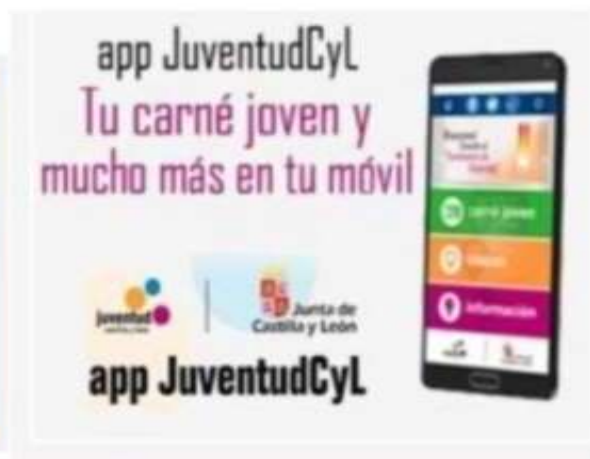 app JuventudCyL
Tu carné joven y
mucho más en tu móvil
carné joven
información
juventud
Junta de
Castilla y León
app JuventudCyL